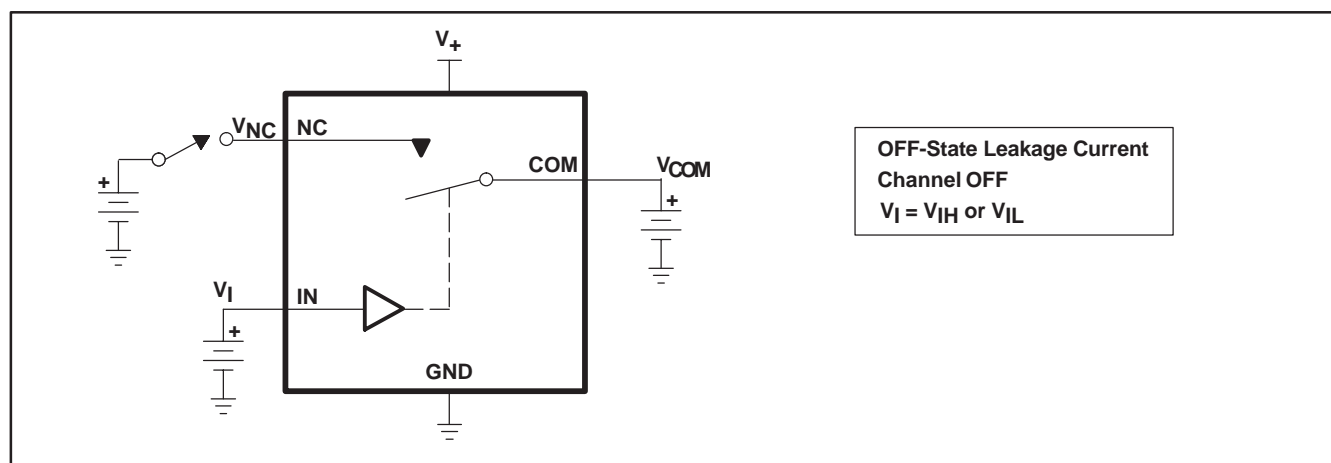 V+
VNC NC
COM VCOM
+
+
VI IN
+
GND
OFF-State Leakage Current
Channel OFF
VI = VIH or VIL